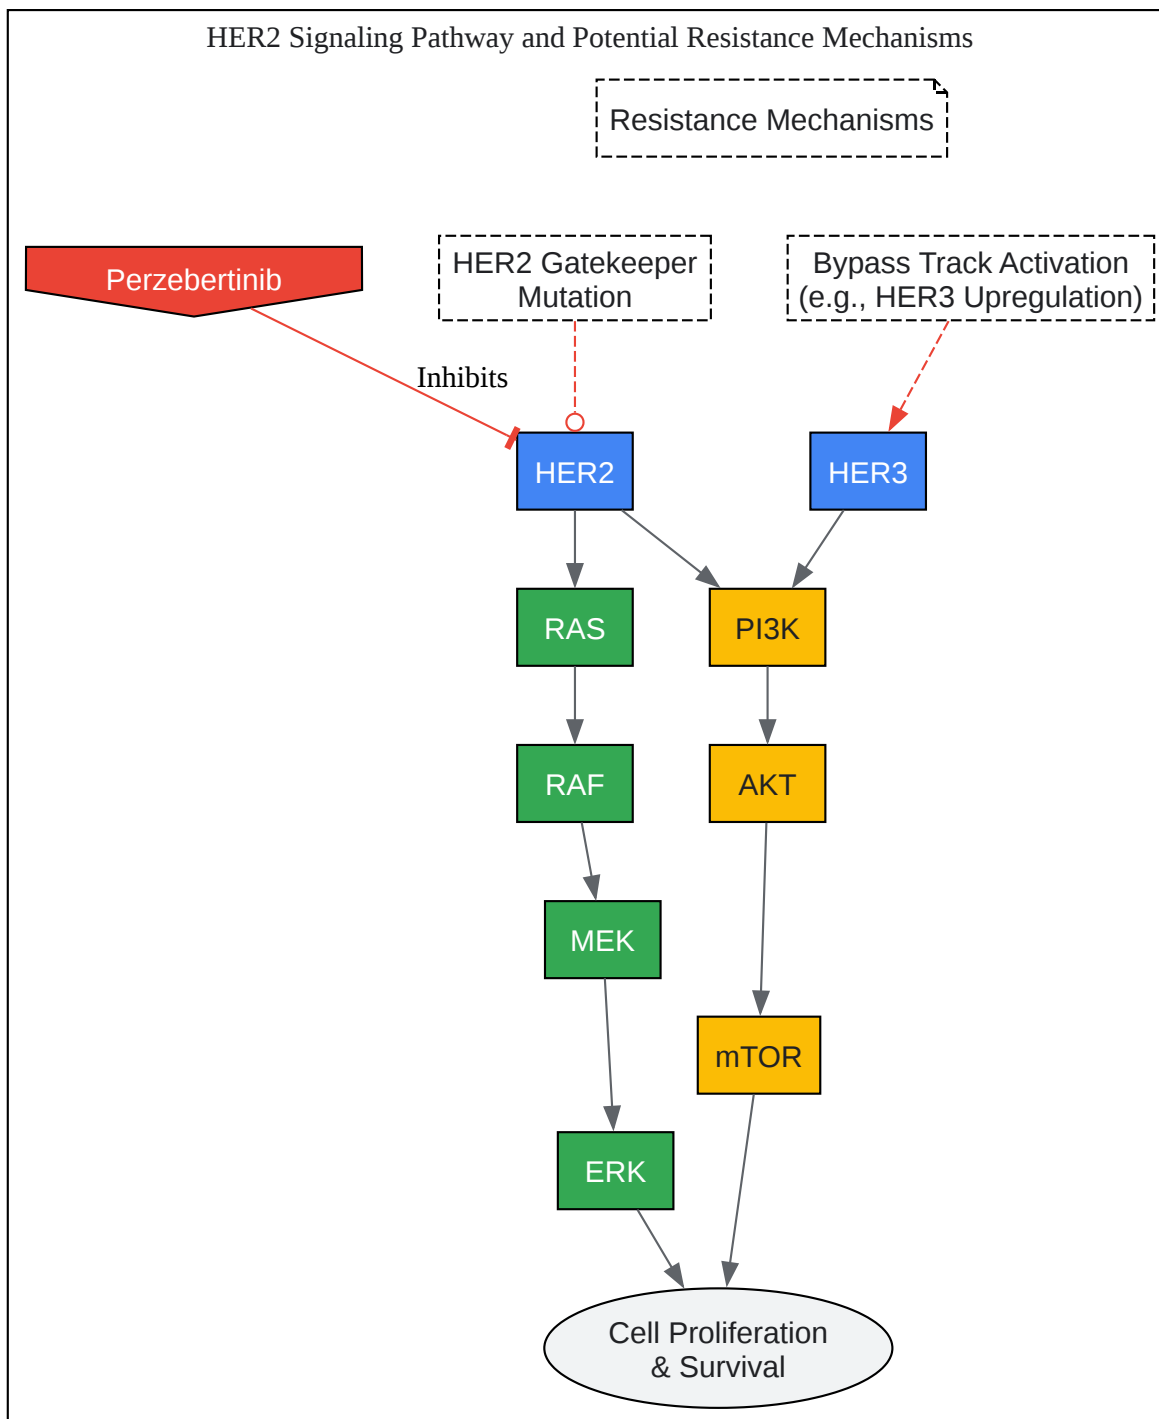 HER2 Signaling Pathway and Potential Resistance Mechanisms
Resistance Mechanisms
Perzebertinib
HER2 Gatekeeper
Mutation
Bypass Track Activation
(e.g., HER3 Upregulation)
Inhibits
HER2
HER3
RAS
PI3K
RAF
AKT
MEK
mTOR
ERK
Cell Proliferation
& Survival